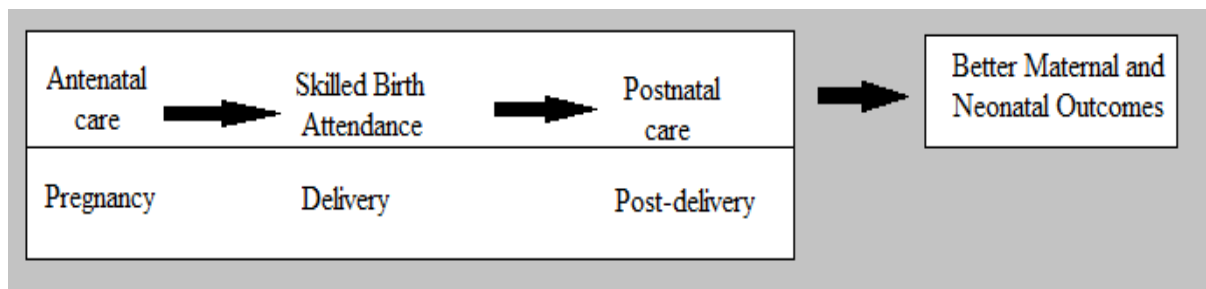 Antenatal
care
Skilled Birth
Attendance
Postnatal
care
Better Maternal and
Neonatal Outcomes
Pregnancy
Delivery
Post-delivery